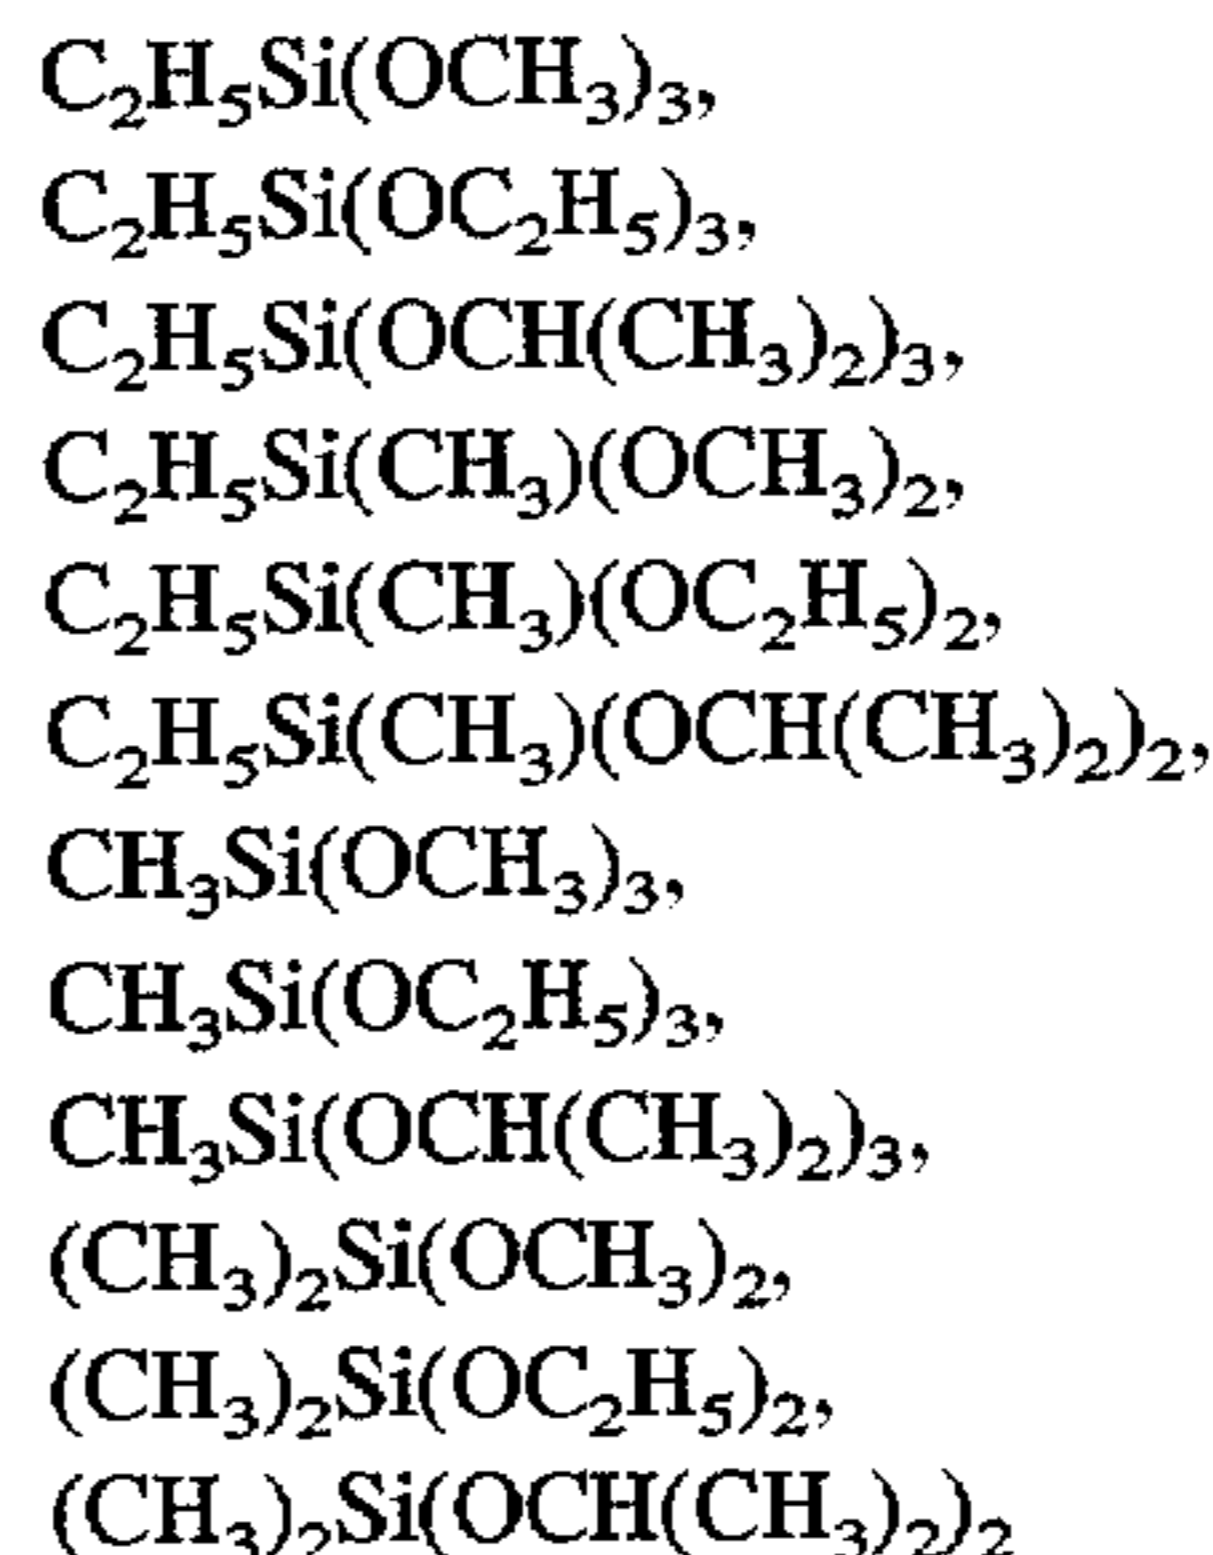 C₂H₅Si(OCH₃)₃,
C₂H₅Si(OC₂H₅)₃,
C₂H₅Si(OCH(CH₃)₂)₃,
C₂H₅Si(CH₃)(OCH₃)₂,
C₂H₅Si(CH₃)(OC₂H₅)₂,
C₂H₅Si(CH₃)(OCH(CH₃)₂)₂,
CH₃Si(OCH₃)₃,
CH₃Si(OC₂H₅)₃,
CH₃Si(OCH(CH₃)₂)₃,
(CH₃)₂Si(OCH₃)₂,
(CH₃)₂Si(OC₂H₅)₂,
(CH₃)₂Si(OCH(CH₃)₂)₂